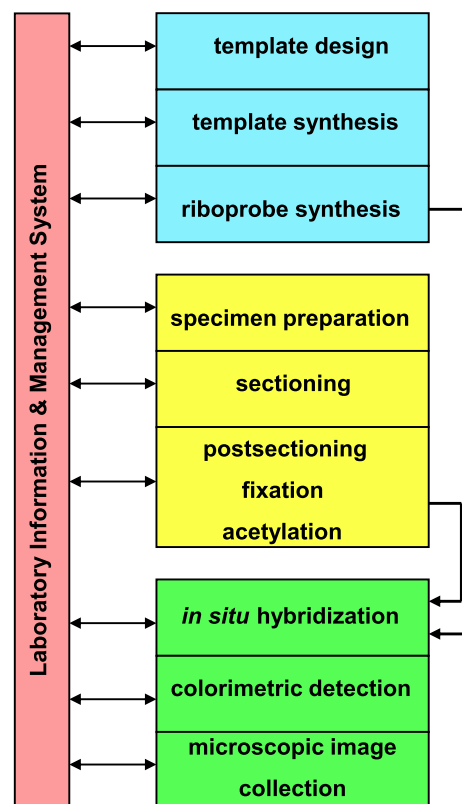 Laboratory Information & Management System
template design
template synthesis
riboprobe synthesis
specimen preparation
sectioning
postsectioning
fixation
acetylation
in situ hybridization
colorimetric detection
microscopic image
collection